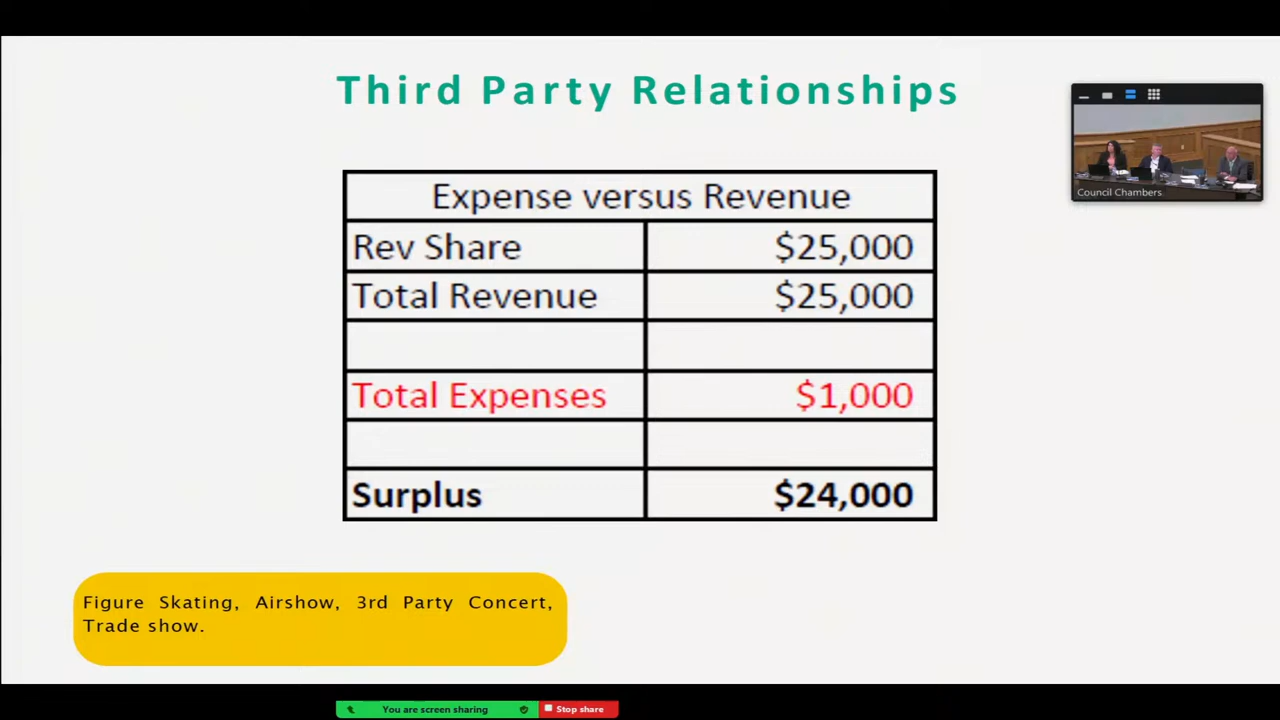 Third Party Relationships
Council Chambers
Expense versus Revenue
Rev Share $25,000
Total Revenue $25,000
Total Expenses $1,000
Surplus $24,000
Figure Skating, Airshow, 3rd Party Concert,
Trade show.
You are screen sharing Stop share